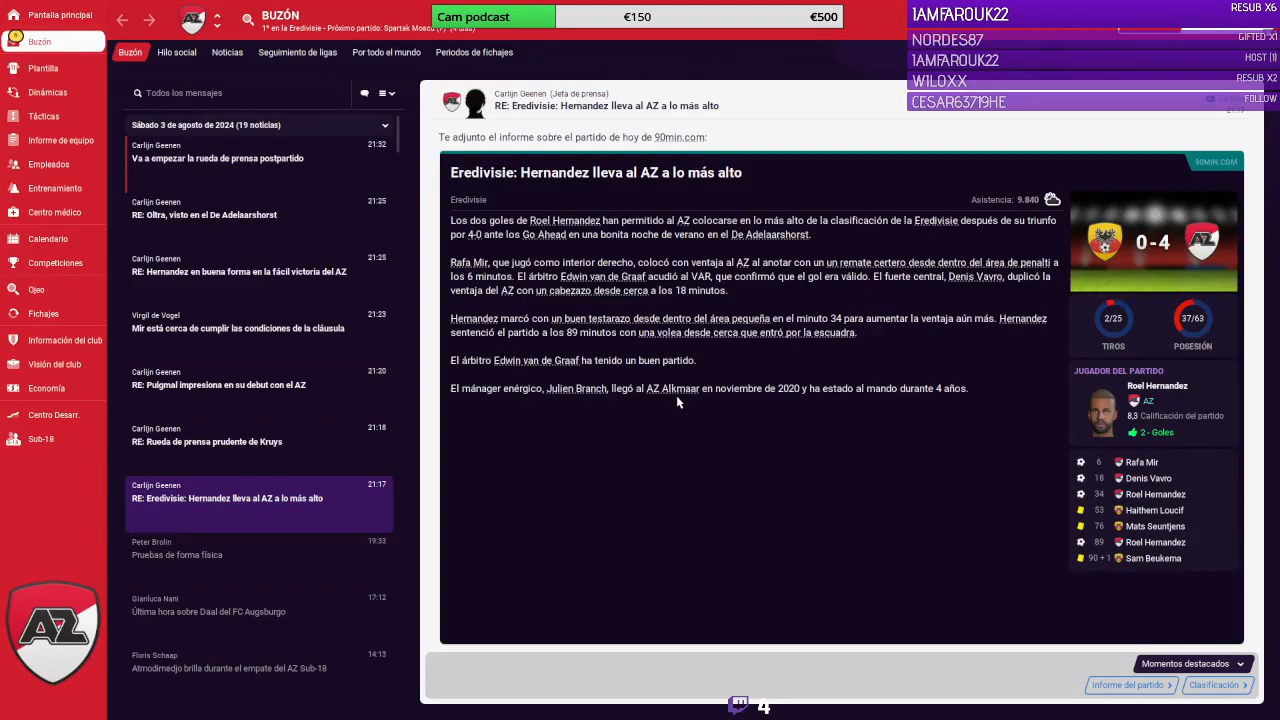 Pantalla principal
Buzón
Plantilla
Dinámicas
Tácticas
Informe de equipo
Empleados
Entrenamiento
Centro médico
Calendario
Competiciones
Ojeo
Fichajes
Información del club
Visión del club
Economía
Centro Desarr.
Sub-18
AZ
BUZÓN
1º en la Eredivisie - Próximo partido: Spartak
Cam podcast
€150
€500
1AMFAROUK22
RESUB X6
NORDES87
GIFTED X1
1AMFAROUK22
HOST (1)
W1LOXX
RESUB X2
CESAR63719HE
FOLLOW
Buzón
Hilo social
Noticias
Seguimiento de ligas
Por todo el mundo
Periodos de fichajes
Todos los mensajes
Sábado 3 de agosto de 2024 (19 noticias)
Carlijn Geenen
21:32
Va a empezar la rueda de prensa postpartido
Carlijn Geenen
21:25
RE: Oltra, visto en el De Adelaarshorst
Carlijn Geenen
21:25
RE: Hernandez en buena forma en la fácil victoria del AZ
Virgil de Vogel
21:23
Mir está cerca de cumplir las condiciones de la cláusula
Carlijn Geenen
21:20
RE: Puigmal impresiona en su debut con el AZ
Carlijn Geenen
21:18
RE: Rueda de prensa prudente de Kruys
Carlijn Geenen
21:17
RE: Eredivisie: Hernandez lleva al AZ a lo más alto
Peter Brolin
19:33
Pruebas de forma física
Gianluca Nani
17:12
Última hora sobre Daal del FC Augsburgo
Floris Schaap
14:13
Atmodimedjo brilla durante el empate del AZ Sub-18
Carlijn Geenen (Jefa de prensa)
RE: Eredivisie: Hernandez lleva al AZ a lo más alto
21:17
Te adjunto el informe sobre el partido de hoy de 90min.com:
90MIN.COM
Eredivisie: Hernandez lleva al AZ a lo más alto
Eredivisie
Asistencia: 9.840
Los dos goles de Roel Hernandez han permitido al AZ colocarse en lo más alto de la clasificación de la Eredivisie después de su triunfo
por 4-0 ante los Go Ahead en una bonita noche de verano en el De Adelaarshorst.
Rafa Mir, que jugó como interior derecho, colocó con ventaja al AZ al anotar con un un remate certero desde dentro del área de penalti a
los 6 minutos. El árbitro Edwin van de Graaf acudió al VAR, que confirmó que el gol era válido. El fuerte central, Denis Vavro, duplicó la
ventaja del AZ con un cabezazo desde cerca a los 18 minutos.
Hernandez marcó con un buen testarazo desde dentro del área pequeña en el minuto 34 para aumentar la ventaja aún más. Hernandez
sentenció el partido a los 89 minutos con una volea desde cerca que entró por la escuadra.
El árbitro Edwin van de Graaf ha tenido un buen partido.
El mánager enérgico, Julien Branch, llegó al AZ Alkmaar en noviembre de 2020 y ha estado al mando durante 4 años.
0-4
2/25
TIROS
37/63
POSESIÓN
JUGADOR DEL PARTIDO
Roel Hernandez
AZ
8,3 Calificación del partido
2 - Goles
6 Rafa Mir
18 Denis Vavro
34 Roel Hernandez
53 Haithem Loucif
76 Mats Seuntjens
89 Roel Hernandez
90 + 1 Sam Beukema
Momentos destacados
Informe del partido
Clasificación
4